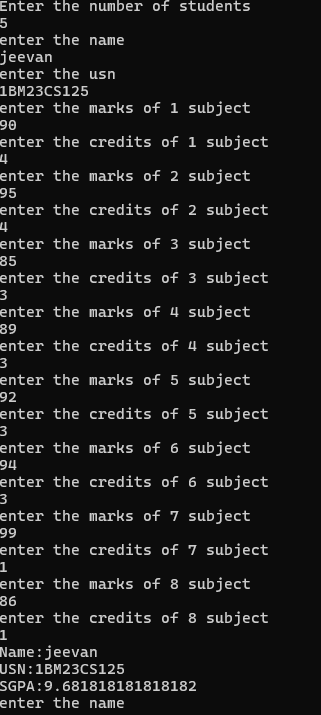 Enter the number of students
5
enter the name
jeevan
enter the usn
1BM23CS125
enter the marks of 1 subject
90
enter the credits of 1 subject
4
enter the marks of 2 subject
95
enter the credits of 2 subject
4
enter the marks of 3 subject
85
enter the credits of 3 subject
3
enter the marks of 4 subject
89
enter the credits of 4 subject
3
enter the marks of 5 subject
92
enter the credits of 5 subject
3
enter the marks of 6 subject
94
enter the credits of 6 subject
3
enter the marks of 7 subject
99
enter the credits of 7 subject
1
enter the marks of 8 subject
86
enter the credits of 8 subject
1
Name:jeevan
USN:1BM23CS125
SGPA:9.681818181818182
enter the name